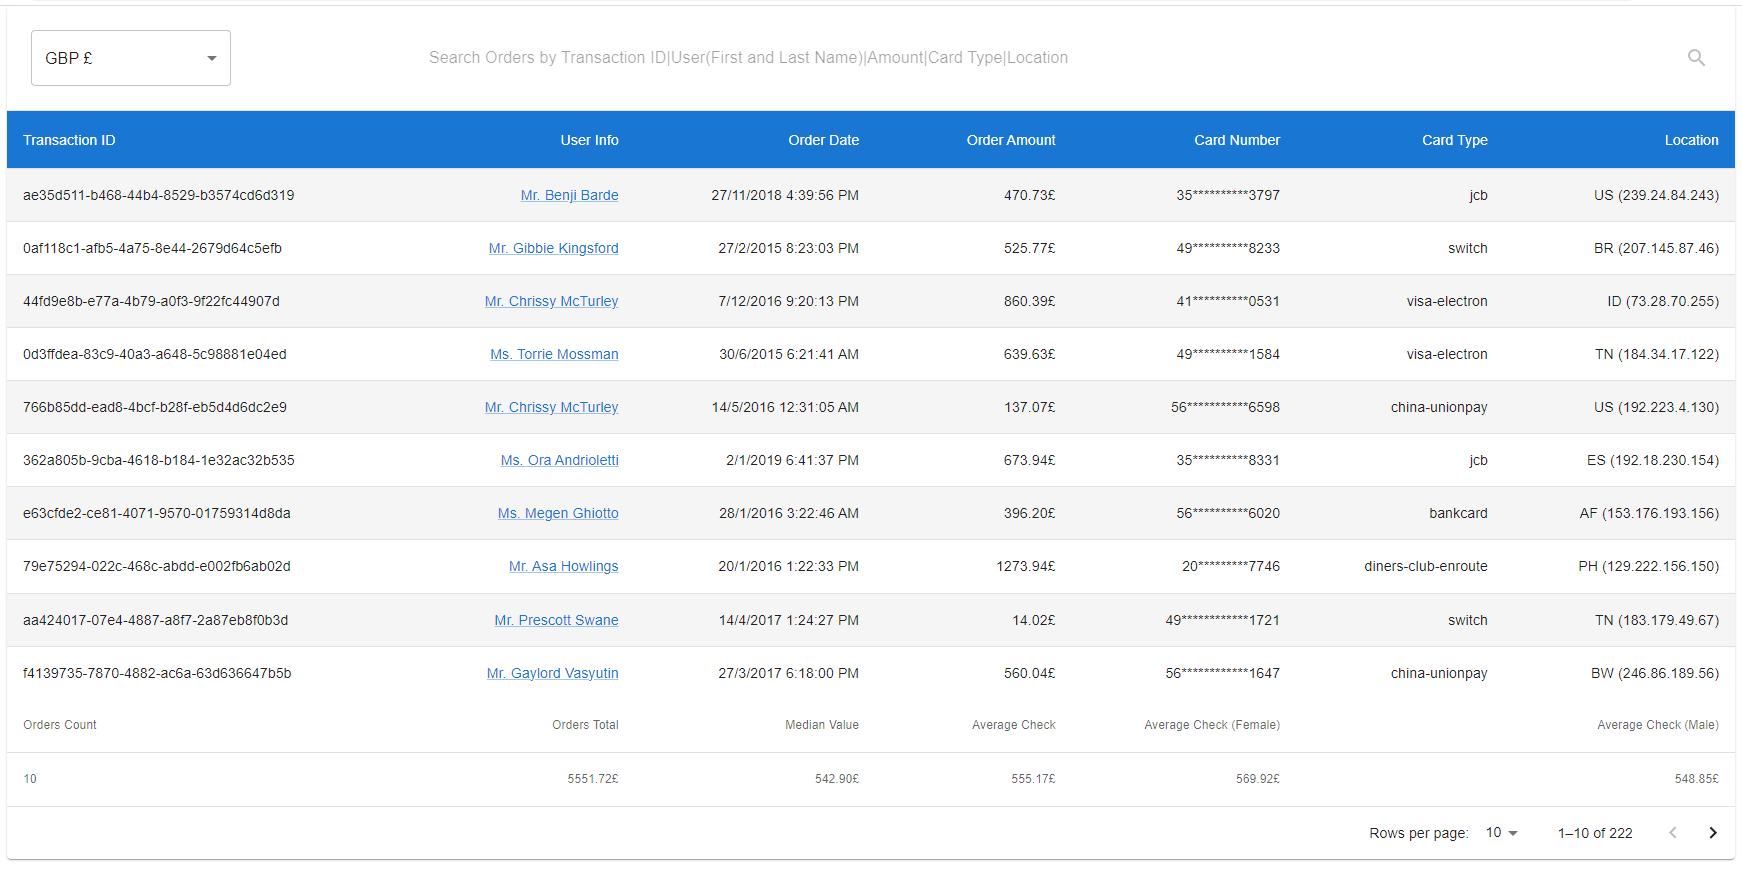 GBP £ Search Orders by Transaction ID|User(First and Last Name)|Amount|Card Type|Location
Transaction ID User Info Order Date Order Amount Card Number Card Type Location
ae35d511-b468-44b4-8529-b3574cd6d319 Mr. Benji Barde 27/11/2018 4:39:56 PM 470.73£ 35**********3797 jcb US (239.24.84.243)
0af118c1-afb5-4a75-8e44-2679d64c5efb Mr. Gibbie Kingsford 27/2/2015 8:23:03 PM 525.77£ 49**********8233 switch BR (207.145.87.46)
44fd9e8b-e77a-4b79-a0f3-9f22fc44907d Mr. Chrissy McTurley 7/12/2016 9:20:13 PM 860.39£ 41**********0531 visa-electron ID (73.28.70.255)
0d3ffdea-83c9-40a3-a648-5c98881e04ed Ms. Torrie Mossman 30/6/2015 6:21:41 AM 639.63£ 49**********1584 visa-electron TN (184.34.17.122)
766b85dd-ead8-4bcf-b28f-eb5d4d6dc2e9 Mr. Chrissy McTurley 14/5/2016 12:31:05 AM 137.07£ 56***********6598 china-unionpay US (192.223.4.130)
362a805b-9cba-4618-b184-1e32ac32b535 Ms. Ora Andrioletti 2/1/2019 6:41:37 PM 673.94£ 35**********8331 jcb ES (192.18.230.154)
e63cfde2-ce81-4071-9570-01759314d8da Ms. Megen Ghiotto 28/1/2016 3:22:46 AM 396.20£ 56**********6020 bankcard AF (153.176.193.156)
79e75294-022c-468c-abdd-e002fb6ab02d Mr. Asa Howlings 20/1/2016 1:22:33 PM 1273.94£ 20*********7746 diners-club-enroute PH (129.222.156.150)
aa424017-07e4-4887-a8f7-2a87eb8f0b3d Mr. Prescott Swane 14/4/2017 1:24:27 PM 14.02£ 49************1721 switch TN (183.179.49.67)
f4139735-7870-4882-ac6a-63d636647b5b Mr. Gaylord Vasyutin 27/3/2017 6:18:00 PM 560.04£ 56************1647 china-unionpay BW (246.86.189.56)
Orders Count Orders Total Median Value Average Check Average Check (Female) Average Check (Male)
10 5551.72£ 542.90£ 555.17£ 569.92£ 548.85£
Rows per page: 10 1–10 of 222